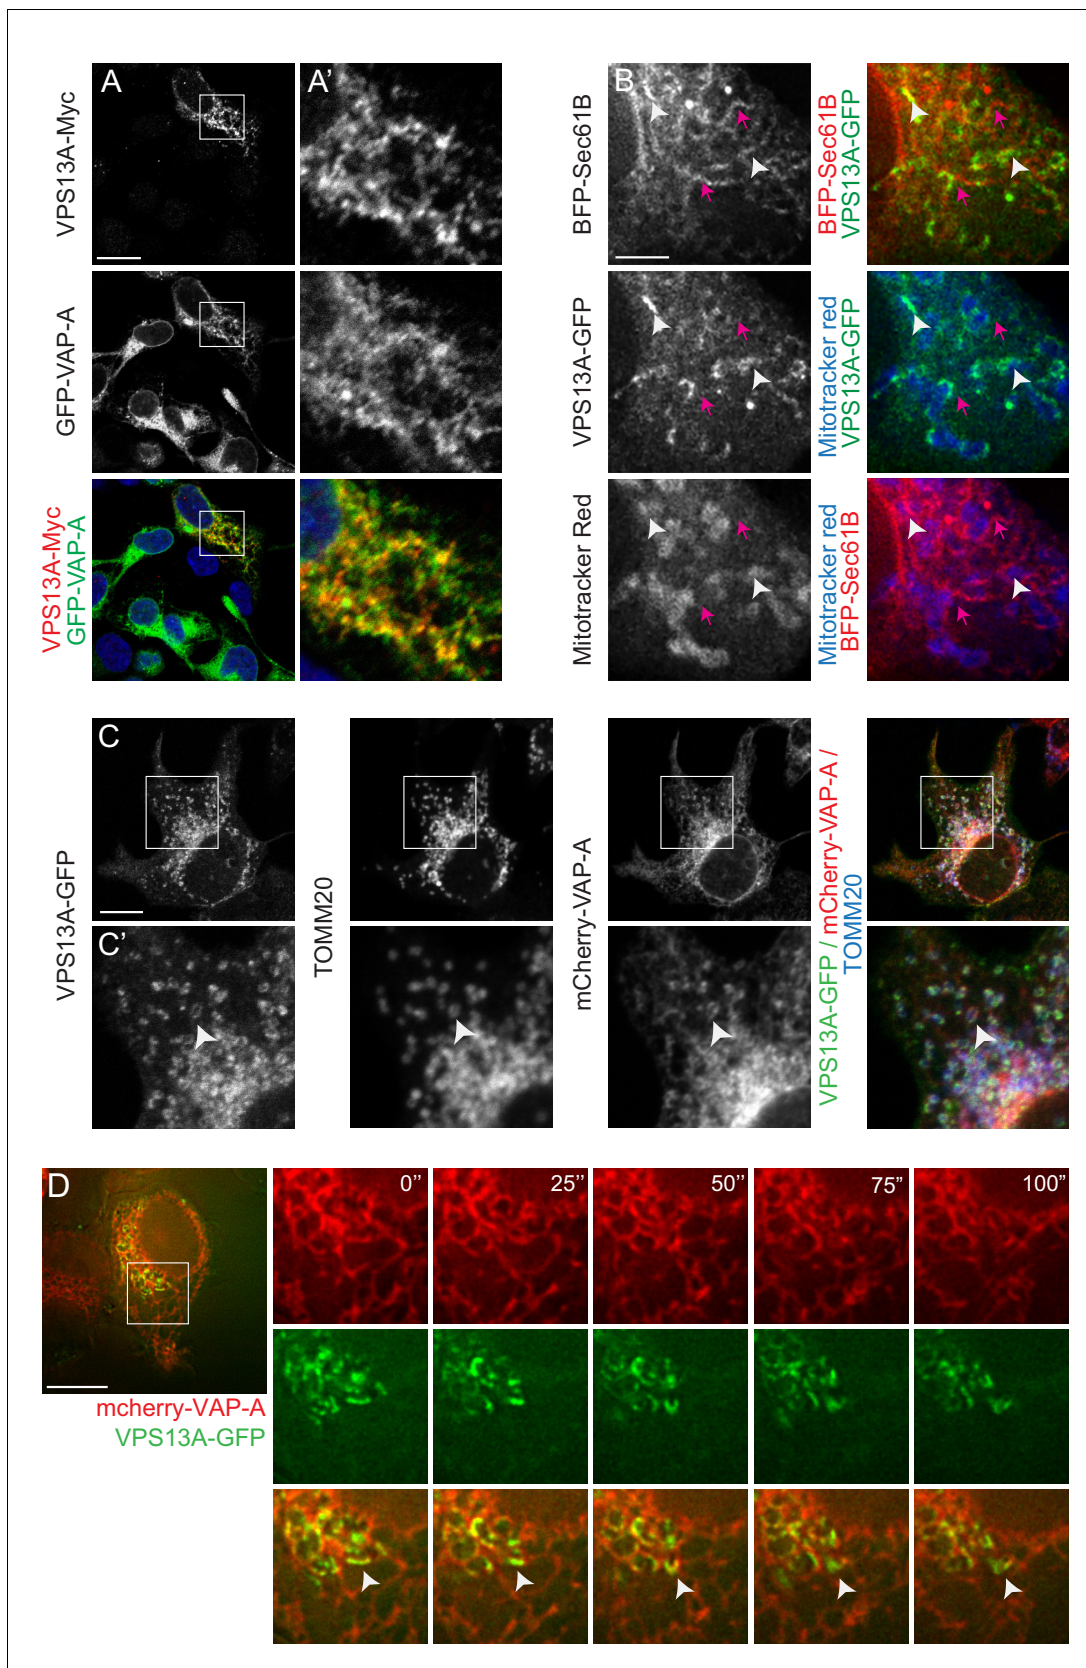 A
A’
VPS13A-Myc
GFP-VAP-A
VPS13A-Myc
GFP-VAP-A
B
BFP-Sec61B
BFP-Sec61B
VPS13A-GFP
VPS13A-GFP
Mitotracker red
VPS13A-GFP
Mitotracker Red
Mitotracker red
BFP-Sec61B
C
C’
VPS13A-GFP
TOMM20
mCherry-VAP-A
VPS13A-GFP / mCherry-VAP-A /
TOMM20
D
0’’
25’’
50’’
75”
100”
mcherry-VAP-A
VPS13A-GFP